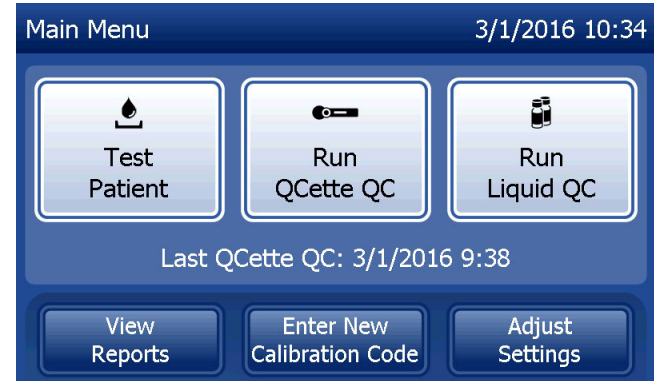 Main Menu 3/1/2016 10:34
Test
Patient
Run
QCette QC
Run
Liquid QC
Last QCette QC: 3/1/2016 9:38
View
Reports
Enter New
Calibration Code
Adjust
Settings